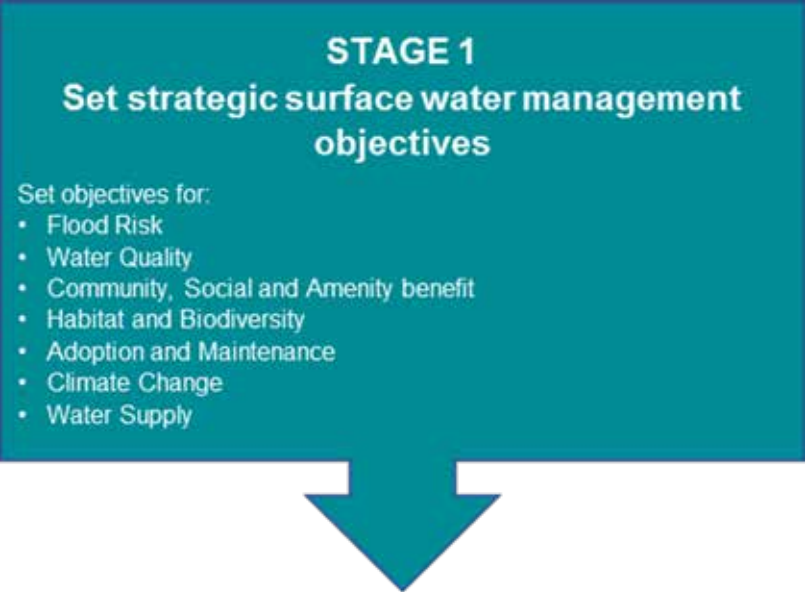 STAGE 1
Set strategic surface water management
objectives
Set objectives for:
• Flood Risk
• Water Quality
• Community, Social and Amenity benefit
• Habitat and Biodiversity
• Adoption and Maintenance
• Climate Change
• Water Supply